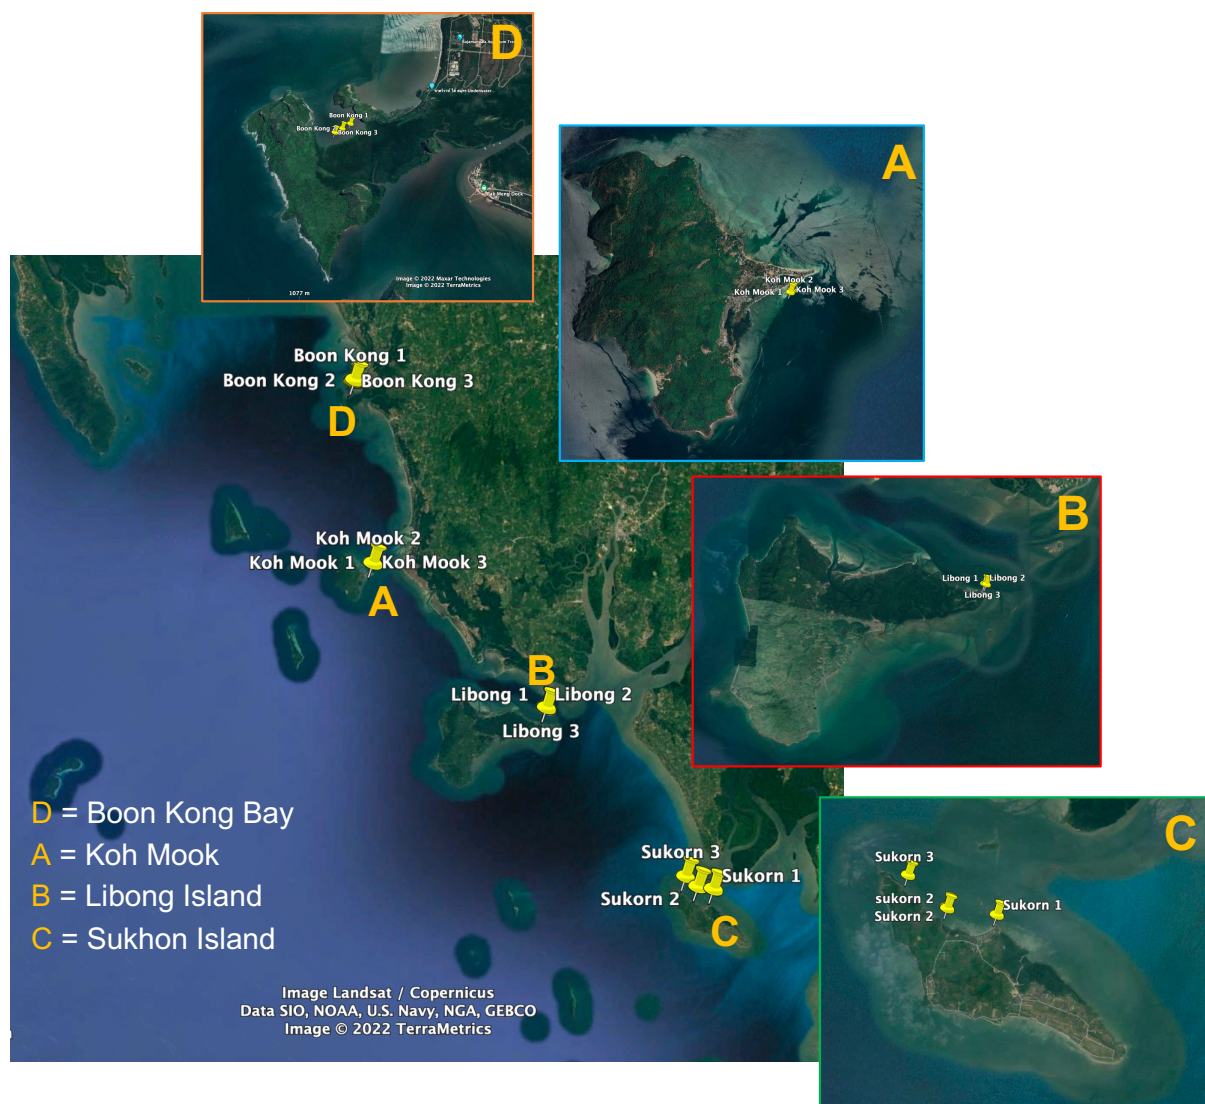 D
Boon Kong 1
Boon Kong 2
Boon Kong 3
Image © 2022 Maxar Technologies
Image © 2022 TerraMetrics
1077 m
A
Koh Mook 2
Koh Mook 1
Koh Mook 3
Boon Kong 1
Boon Kong 2
Boon Kong 3
D
Koh Mook 2
Koh Mook 1
Koh Mook 3
A
B
Libong 1
Libong 2
Libong 3
B
Libong 1
Libong 2
Libong 3
D = Boon Kong Bay
A = Koh Mook
B = Libong Island
C = Sukhon Island
Sukorn 3
Sukorn 1
Sukorn 2
C
C
Sukorn 3
sukorn 2
Sukorn 2
Sukorn 1
Image Landsat / Copernicus
Data SIO, NOAA, U.S. Navy, NGA, GEBCO
Image © 2022 TerraMetrics